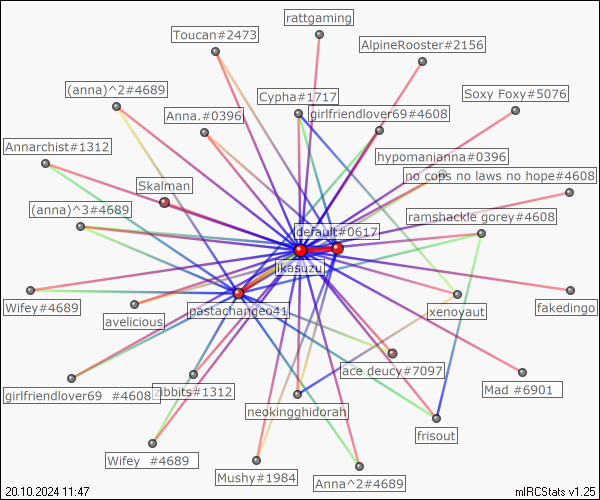 rattgaming
Toucan#2473
AlpineRooster#2156
(anna)^2#4689
Cypha#1717
Soxy Foxy#5076
Anna.#0396
girlfriendlover69#4608
Annarchist#1312
hypomanianna#0396
no cops no laws no hope#4608
Skalman
(anna)^3#4689
ramshackle gorey#4608
default#0617
ikasuzu
Wifey#4689
avelicious
pastachangeo41
xenoyaut
fakedingo
ace deucy#7097
girlfriendlover69 #4608
zibbits#1312
Mad #6901
neokingghidorah
frisout
Wifey #4689
Mushy#1984
Anna^2#4689
20.10.2024 11:47
mIRCStats v1.25